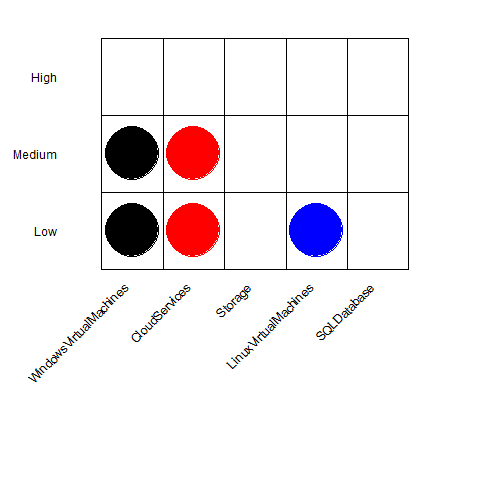 High
Medium
Low
WindowsVirtualMachines
CloudServices
Storage
LinuxVirtualMachines
SQLDatabase